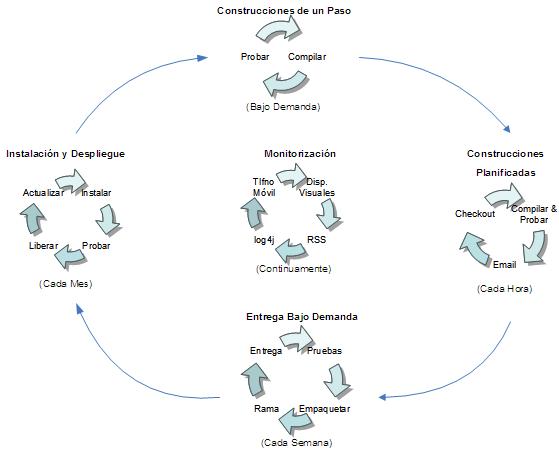 Construcciones de un Paso
Probar Compilar
(Bajo Demanda)
Instalación y Despliegue
Actualizar Instalar
Liberar Probar
(Cada Mes)
Monitorización
Tlfno Móvil
Disp. Visuales
log4j RSS
(Continuamente)
Construcciones
Planificadas
Checkout
Compilar &
Probar
Email
(Cada Hora)
Entrega Bajo Demanda
Entrega Pruebas
Rama Empaquetar
(Cada Semana)